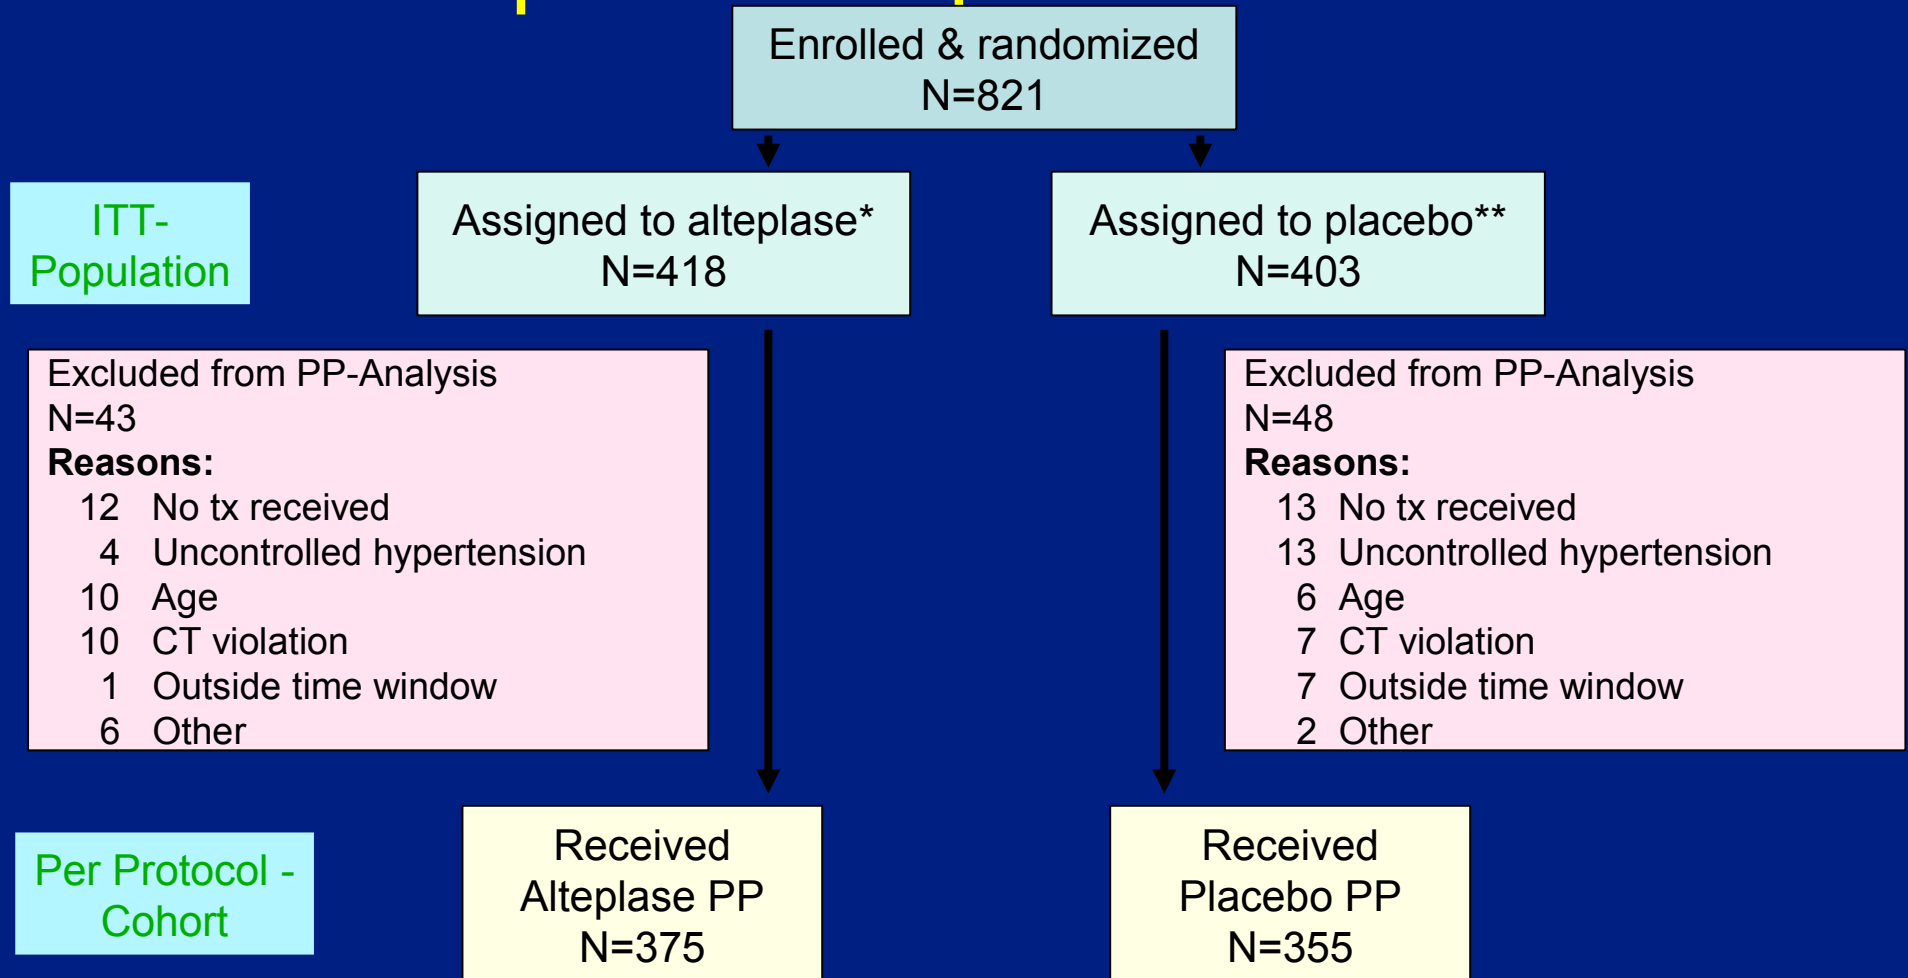 Enrolled & randomized
N=821
ITT-
Population
Assigned to alteplase*
N=418
Assigned to placebo**
N=403
Excluded from PP-Analysis
N=43
Reasons:
12 No tx received
4 Uncontrolled hypertension
10 Age
10 CT violation
1 Outside time window
6 Other
Excluded from PP-Analysis
N=48
Reasons:
13 No tx received
13 Uncontrolled hypertension
6 Age
7 CT violation
7 Outside time window
2 Other
Per Protocol -
Cohort
Received
Alteplase PP
N=375
Received
Placebo PP
N=355